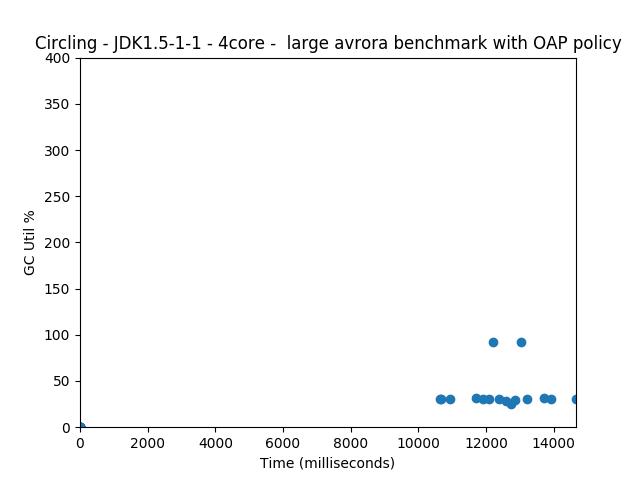 Circling - JDK1.5-1-1 - 4core -  large avrora benchmark with OAP policy
400
350
300
250
200
150
100
50
0
GC Util %
0 2000 4000 6000 8000 10000 12000 14000
Time (milliseconds)